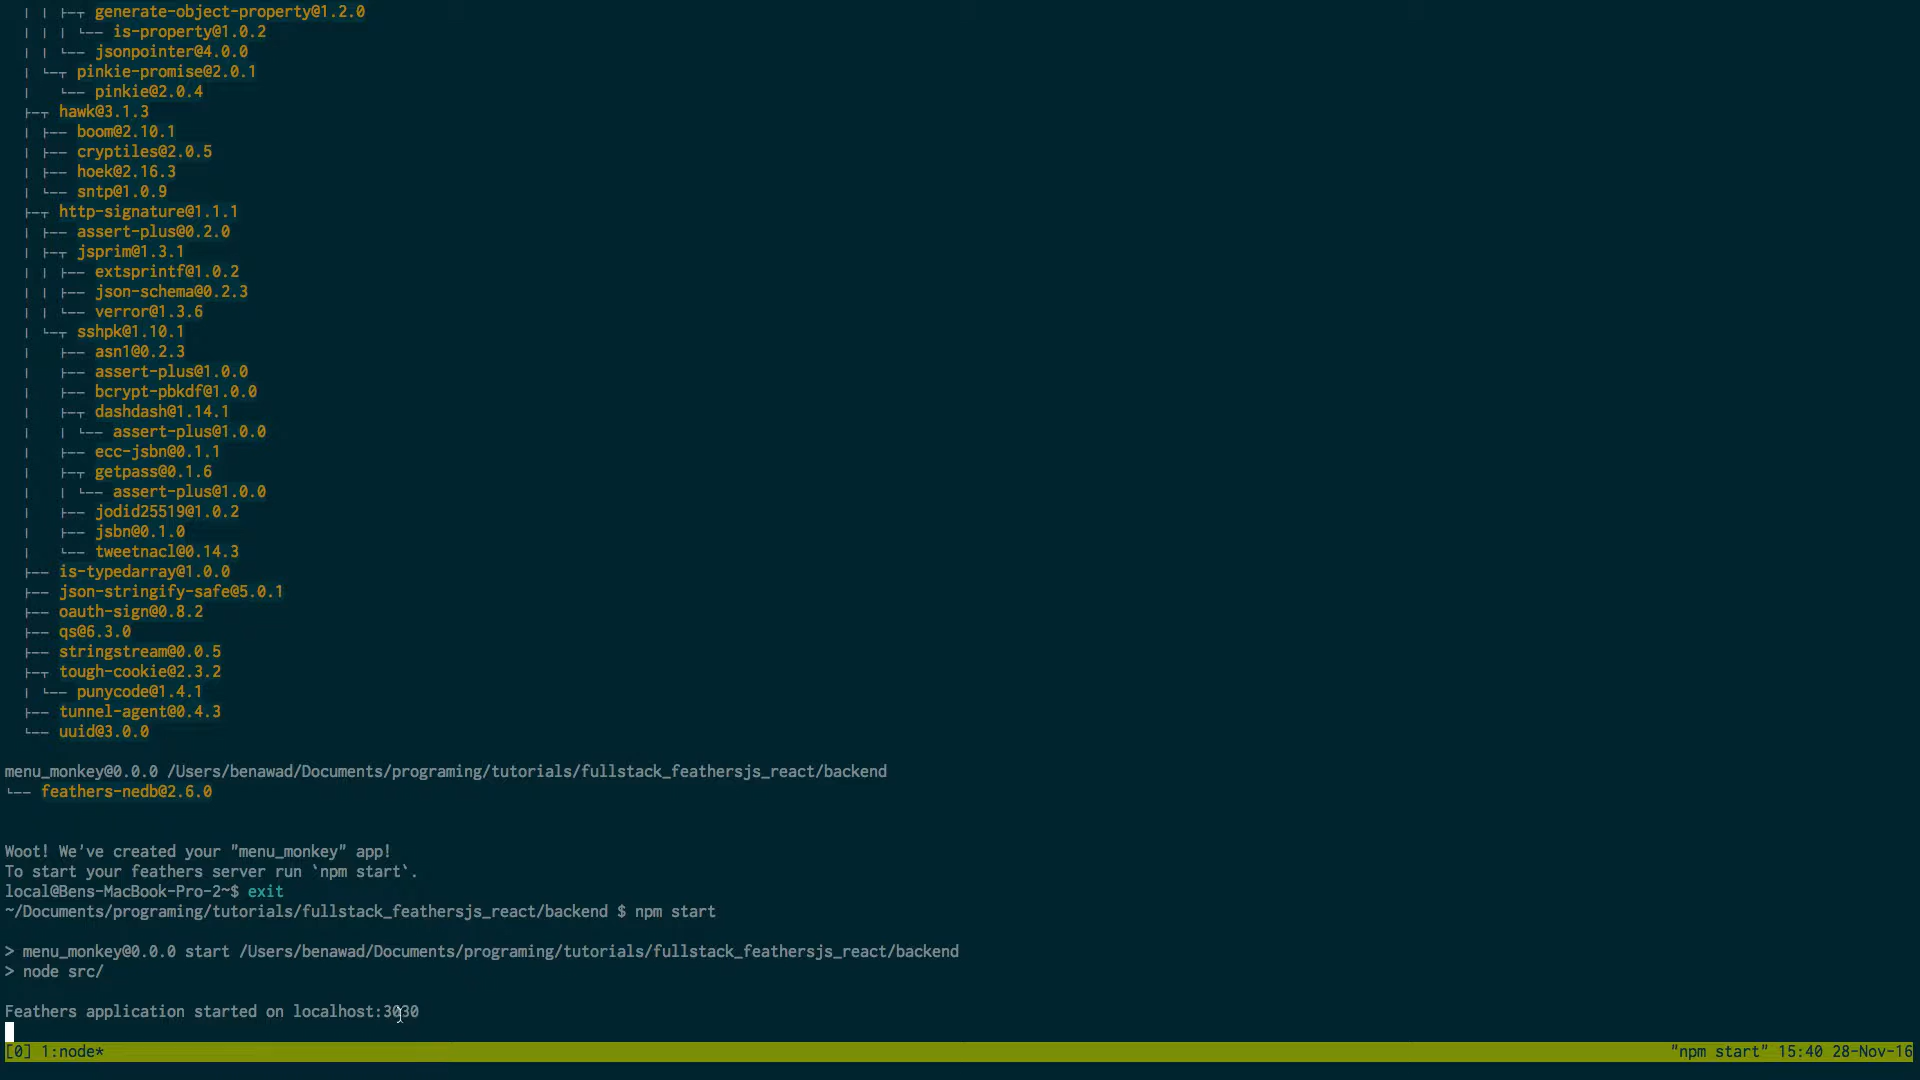 | | ├─┬ generate-object-property@1.2.0
| | | └── is-property@1.0.2
| | └── jsonpointer@4.0.0
| └─┬ pinkie-promise@2.0.1
|   └── pinkie@2.0.4
├─┬ hawk@3.1.3
| ├── boom@2.10.1
| ├── cryptiles@2.0.5
| ├── hoek@2.16.3
| └── sntp@1.0.9
├─┬ http-signature@1.1.1
| ├── assert-plus@0.2.0
| ├─┬ jsprim@1.3.1
| | ├── extsprintf@1.0.2
| | ├── json-schema@0.2.3
| | └── verror@1.3.6
| └─┬ sshpk@1.10.1
|   ├── asn1@0.2.3
|   ├── assert-plus@1.0.0
|   ├── bcrypt-pbkdf@1.0.0
|   ├─┬ dashdash@1.14.1
|   | └── assert-plus@1.0.0
|   ├── ecc-jsbn@0.1.1
|   ├─┬ getpass@0.1.6
|   | └── assert-plus@1.0.0
|   ├── jodid25519@1.0.2
|   ├── jsbn@0.1.0
|   └── tweetnacl@0.14.3
├── is-typedarray@1.0.0
├── json-stringify-safe@5.0.1
├── oauth-sign@0.8.2
├── qs@6.3.0
├── stringstream@0.0.5
├─┬ tough-cookie@2.3.2
| └── punycode@1.4.1
├── tunnel-agent@0.4.3
└── uuid@3.0.0
menu_monkey@0.0.0 /Users/benawad/Documents/programing/tutorials/fullstack_feathersjs_react/backend
└── feathers-nedb@2.6.0
Woot! We've created your "menu_monkey" app!
To start your feathers server run `npm start`.
local@Bens-MacBook-Pro-2~$ exit
~/Documents/programing/tutorials/fullstack_feathersjs_react/backend $ npm start
> menu_monkey@0.0.0 start /Users/benawad/Documents/programing/tutorials/fullstack_feathersjs_react/backend
> node src/
Feathers application started on localhost:3030
[0] 1:node* "npm start" 15:40 28-Nov-16